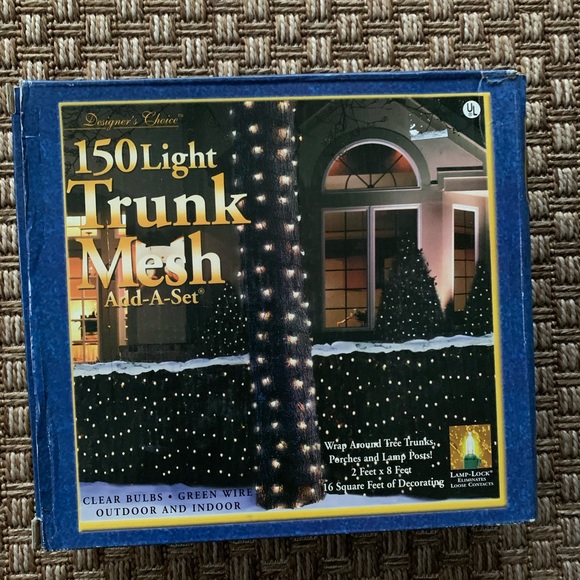 Designer's Choice™
UL
150 Light
Trunk
Mesh
Add-A-Set®
Wrap Around Tree Trunks,
Porches and Lamp Posts!
2 Feet x 8 Feet
16 Square Feet of Decorating
LAMP-LOCK®
ELIMINATES
LOOSE CONTACTS
CLEAR BULBS • GREEN WIRE
OUTDOOR AND INDOOR